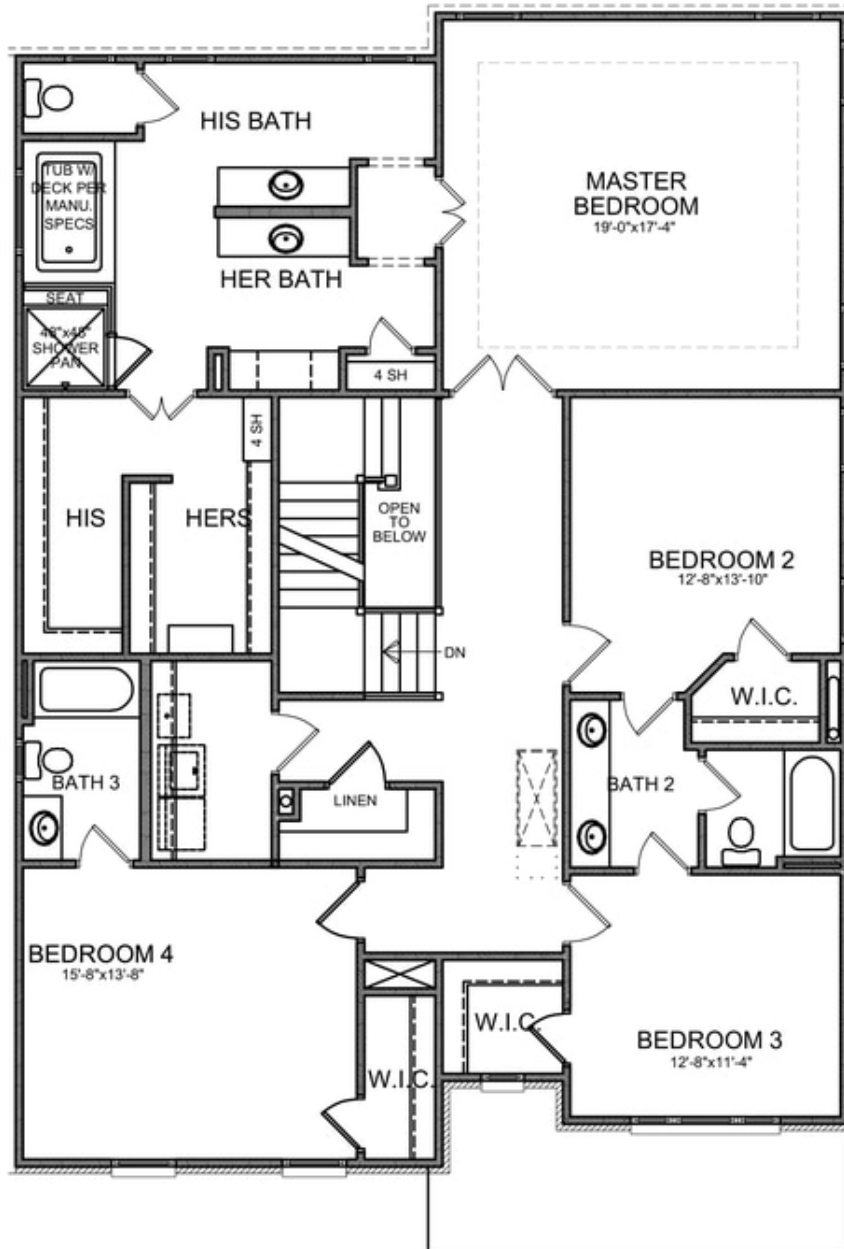 HIS BATH
TUB W/
DECK PER
MANU.
SPECS
MASTER
BEDROOM
19'-0"x17'-4"
HER BATH
SEAT
48"x48"
SHOWER
PAN
4 SH
4 SH
HIS
HERS
OPEN
TO
BELOW
BEDROOM 2
12'-8"x13'-10"
DN
W.I.C.
BATH 3
LINEN
BATH 2
BEDROOM 4
15'-8"x13'-8"
W.I.C.
BEDROOM 3
12'-8"x11'-4"
W.I.C.